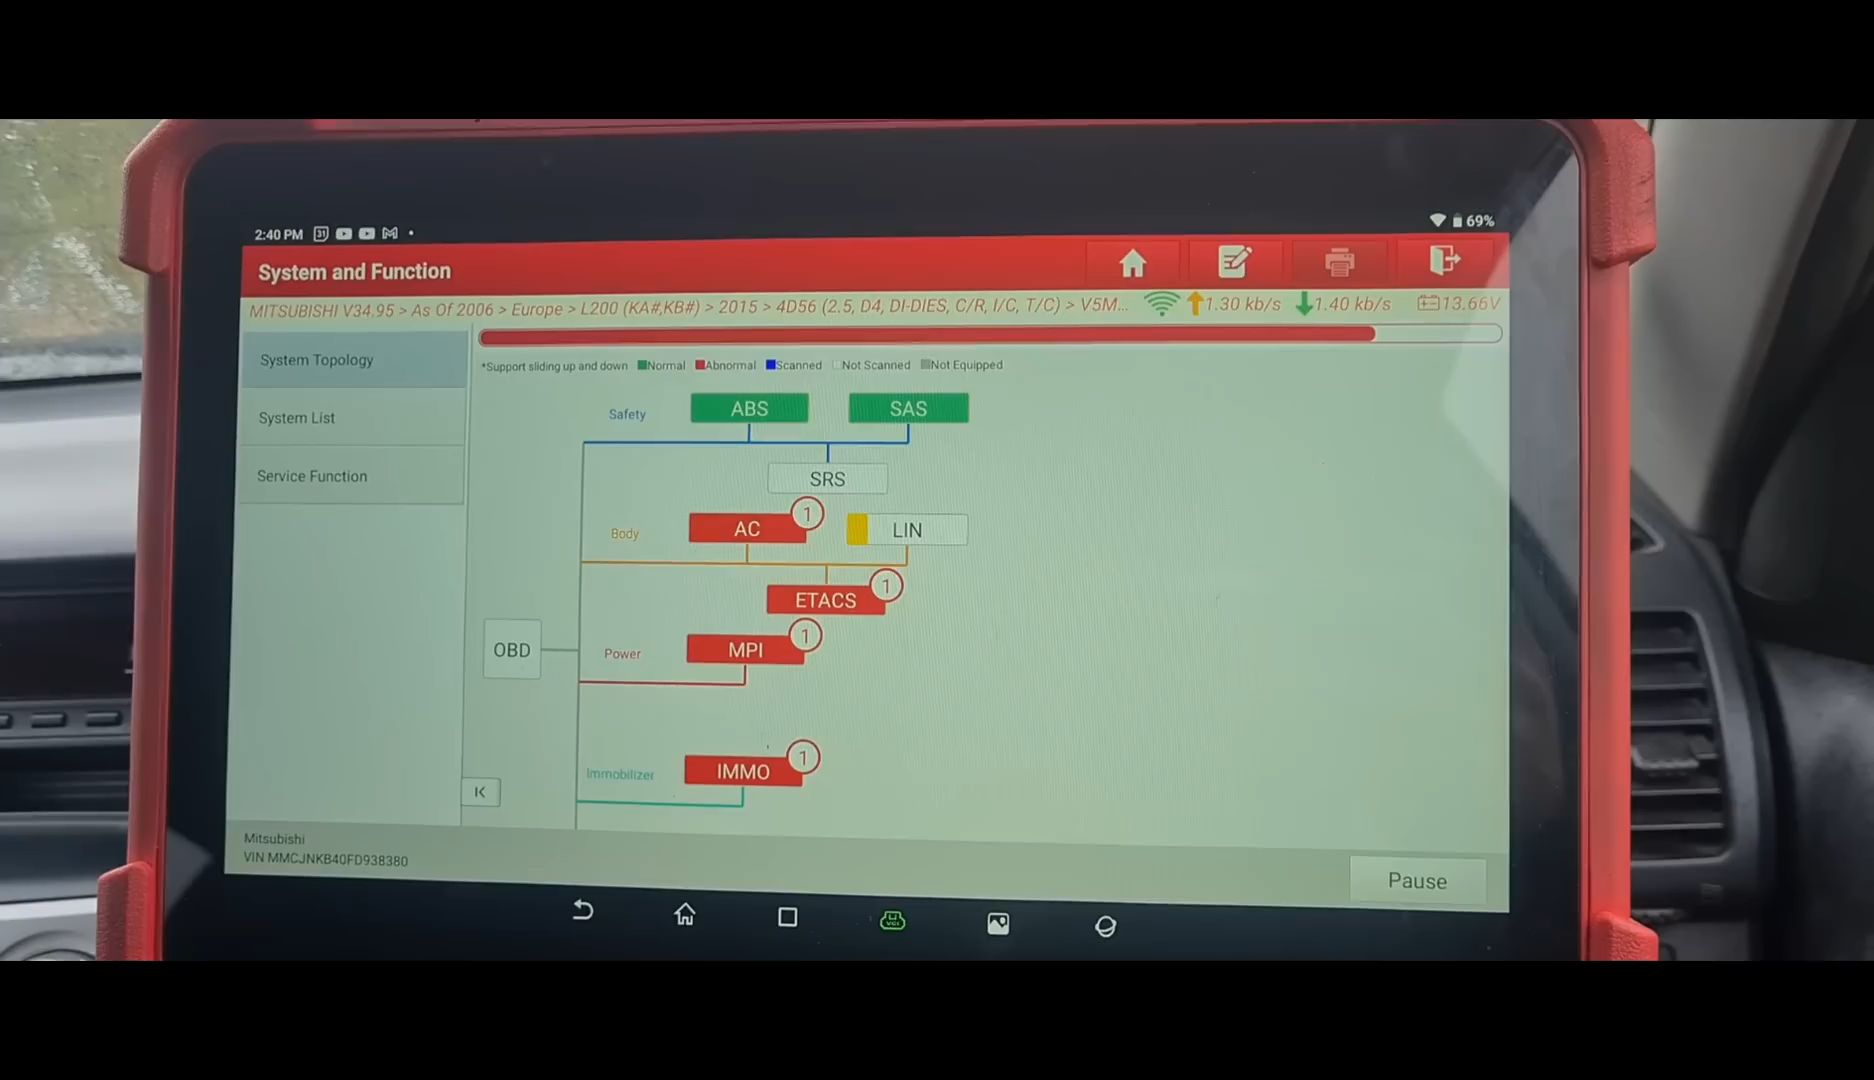 2:40 PM 31
69%
System and Function
MITSUBISHI V34.95 > As Of 2006 > Europe > L200 (KA#,KB#) > 2015 > 4D56 (2.5, D4, DI-DIES, C/R, I/C, T/C) > V5M... 1.30 kb/s 1.40 kb/s 13.66V
System Topology
System List
Service Function
*Support sliding up and down Normal Abnormal Scanned Not Scanned Not Equipped
Safety ABS SAS
SRS
Body AC 1 LIN
ETACS 1
OBD
Power MPI 1
Immobilizer IMMO 1
Mitsubishi
VIN MMCJNKB40FD938380
Pause